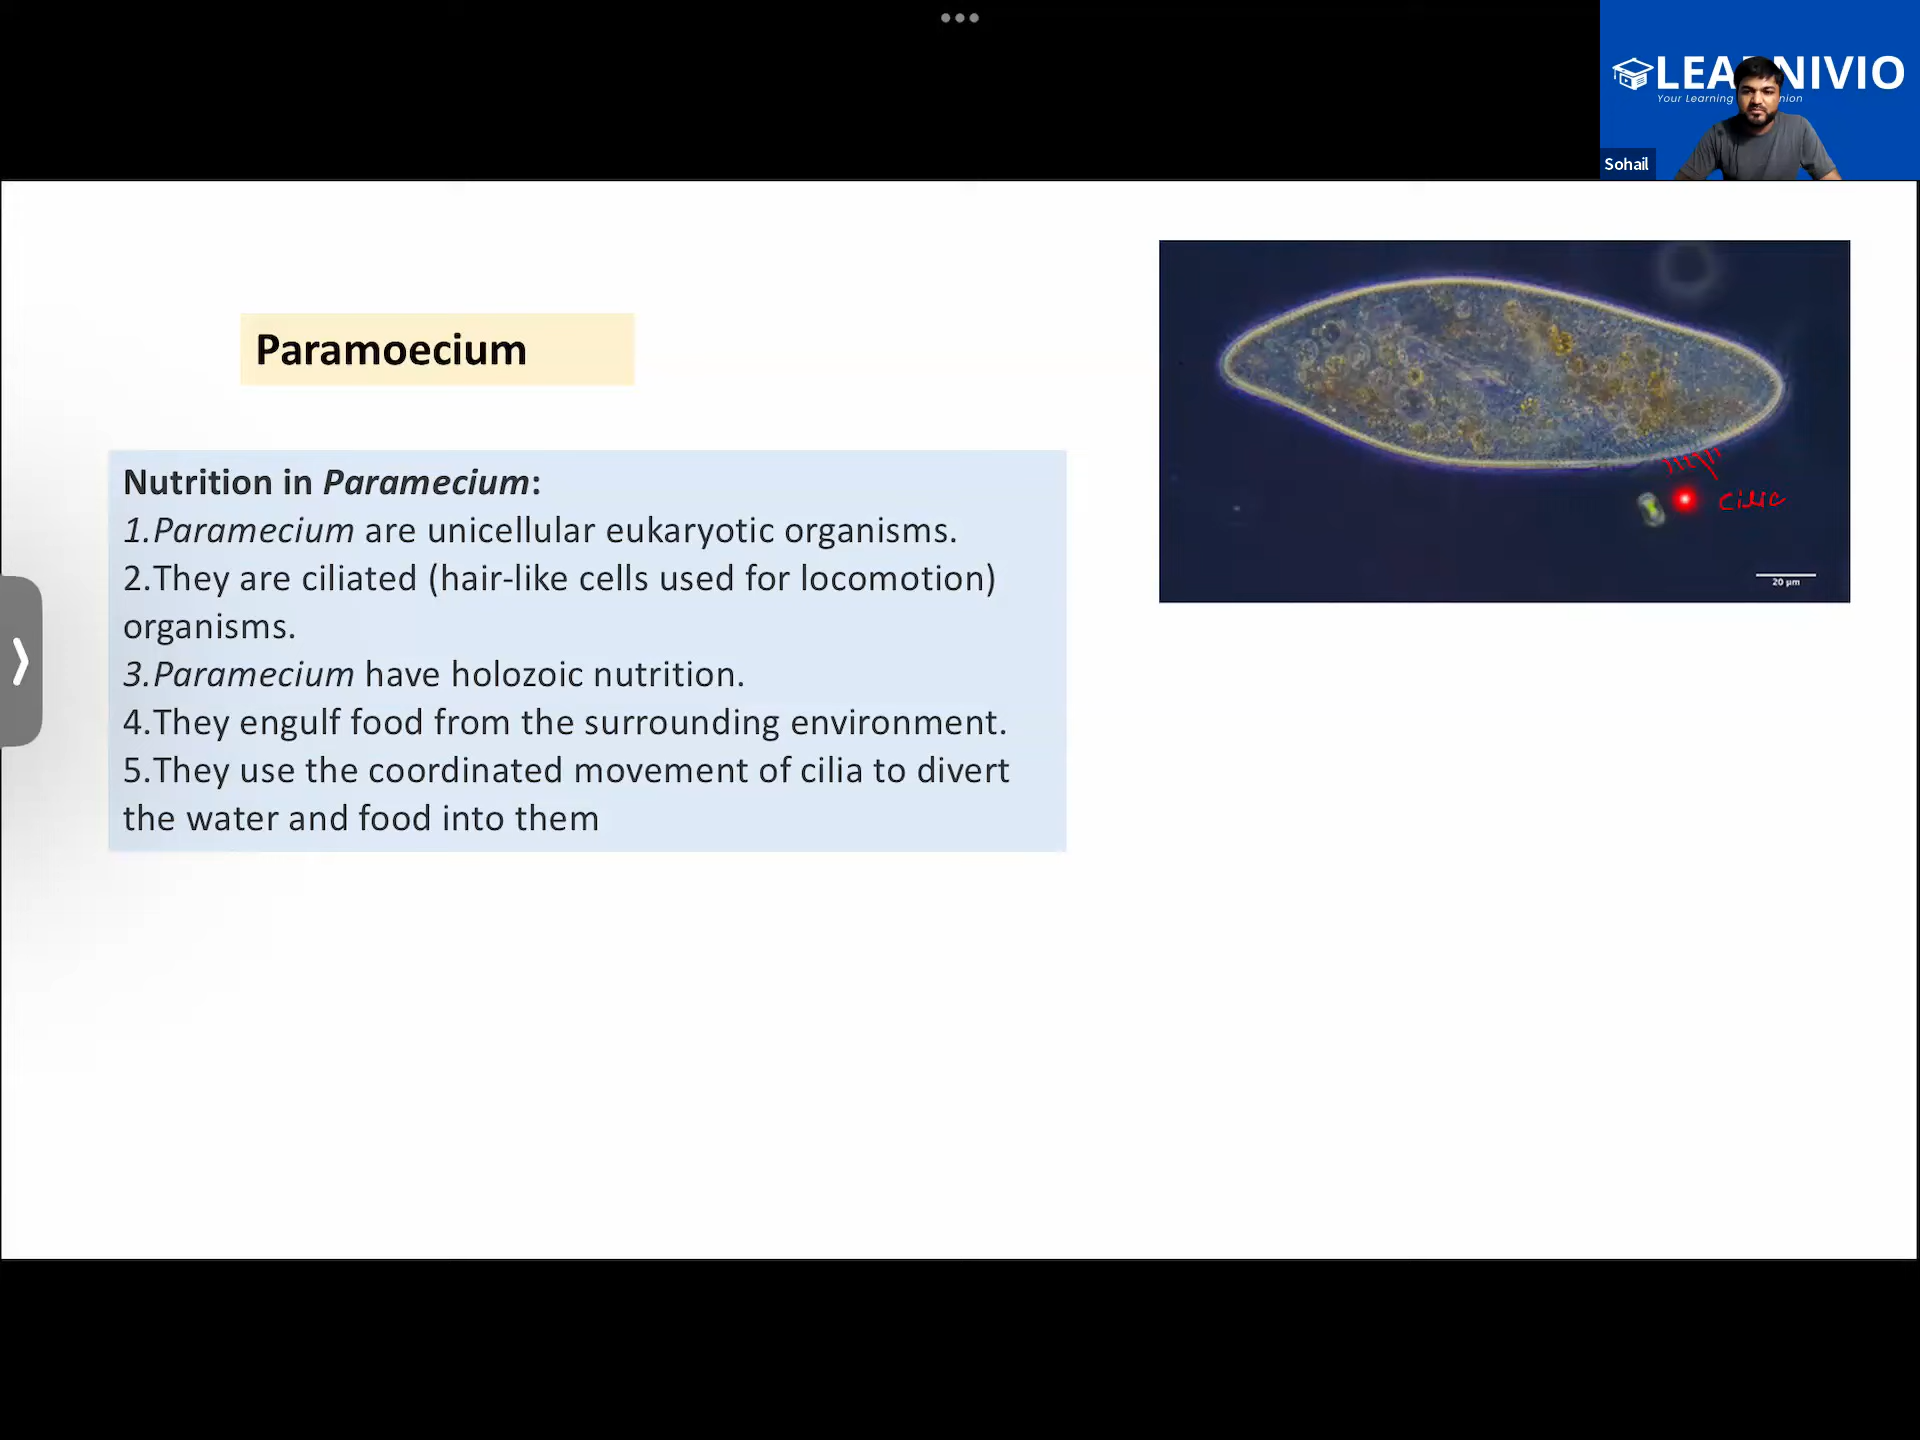 LEARNIVIO
Your Learning
nion
Sohail
Paramoecium
Nutrition in Paramecium:
1.Paramecium are unicellular eukaryotic organisms.
2.They are ciliated (hair-like cells used for locomotion)
organisms.
3.Paramecium have holozoic nutrition.
4.They engulf food from the surrounding environment.
5.They use the coordinated movement of cilia to divert
the water and food into them
cilia
20 µm